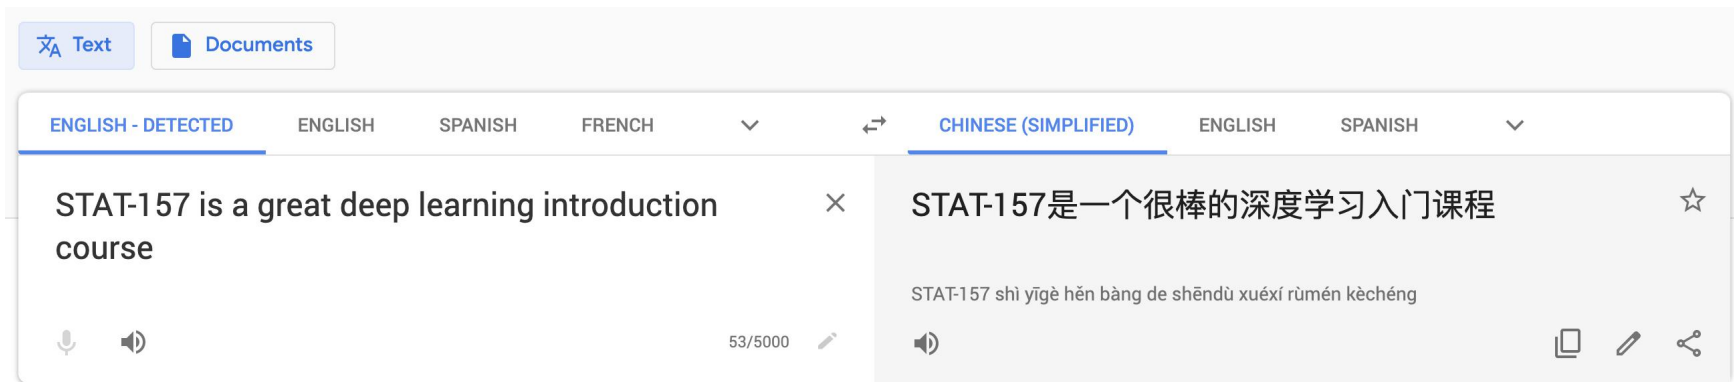 Text
Documents
ENGLISH - DETECTED ENGLISH SPANISH FRENCH CHINESE (SIMPLIFIED) ENGLISH SPANISH
STAT-157 is a great deep learning introduction
course
53/5000
STAT-157是一个很棒的深度学习入门课程
STAT-157 shì yīgè hěn bàng de shēndù xuéxí rùmén kèchéng